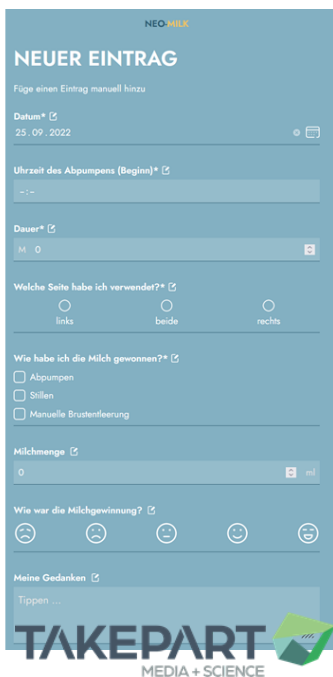 NEO-MILK
NEUER EINTRAG
Füge einen Eintrag manuell hinzu
Datum*
25.09.2022
Uhrzeit des Abpumpens (Beginn)*
-:-
Dauer*
M 0
Welche Seite habe ich verwendet?*
links beide rechts
Wie habe ich die Milch gewonnen?*
Abpumpen
Stillen
Manuelle Brustentleerung
Milchmenge
0 ml
Wie war die Milchgewinnung?
Meine Gedanken
Tippen ...
TAKEPART
MEDIA + SCIENCE